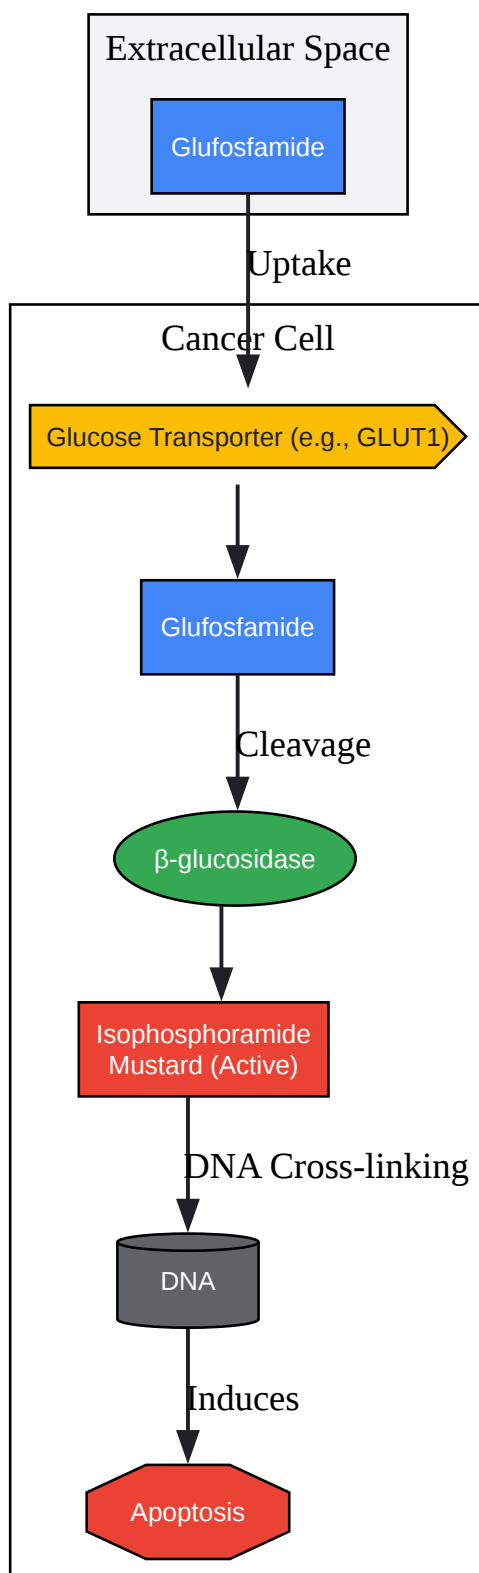 Extracellular Space
Glufosfamide
Uptake
Cancer Cell
Glucose Transporter (e.g., GLUT1)
Glufosfamide
Cleavage
β-glucosidase
Isophosphoramide
Mustard (Active)
DNA Cross-linking
DNA
Induces
Apoptosis